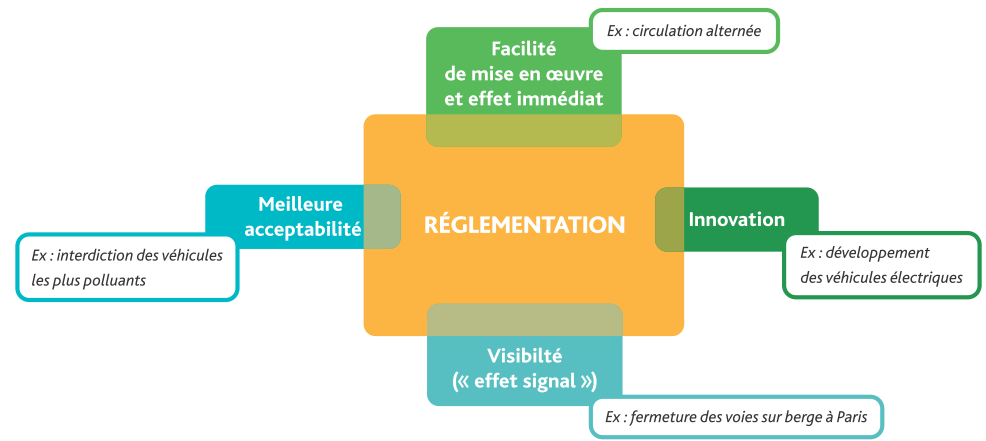 Ex : circulation alternée
Facilité
de mise en œuvre
et effet immédiat
Meilleure
acceptabilité
Ex : interdiction des véhicules
les plus polluants
RÉGLEMENTATION
Innovation
Ex : développement
des véhicules électriques
Visibilté
(« effet signal »)
Ex : fermeture des voies sur berge à Paris